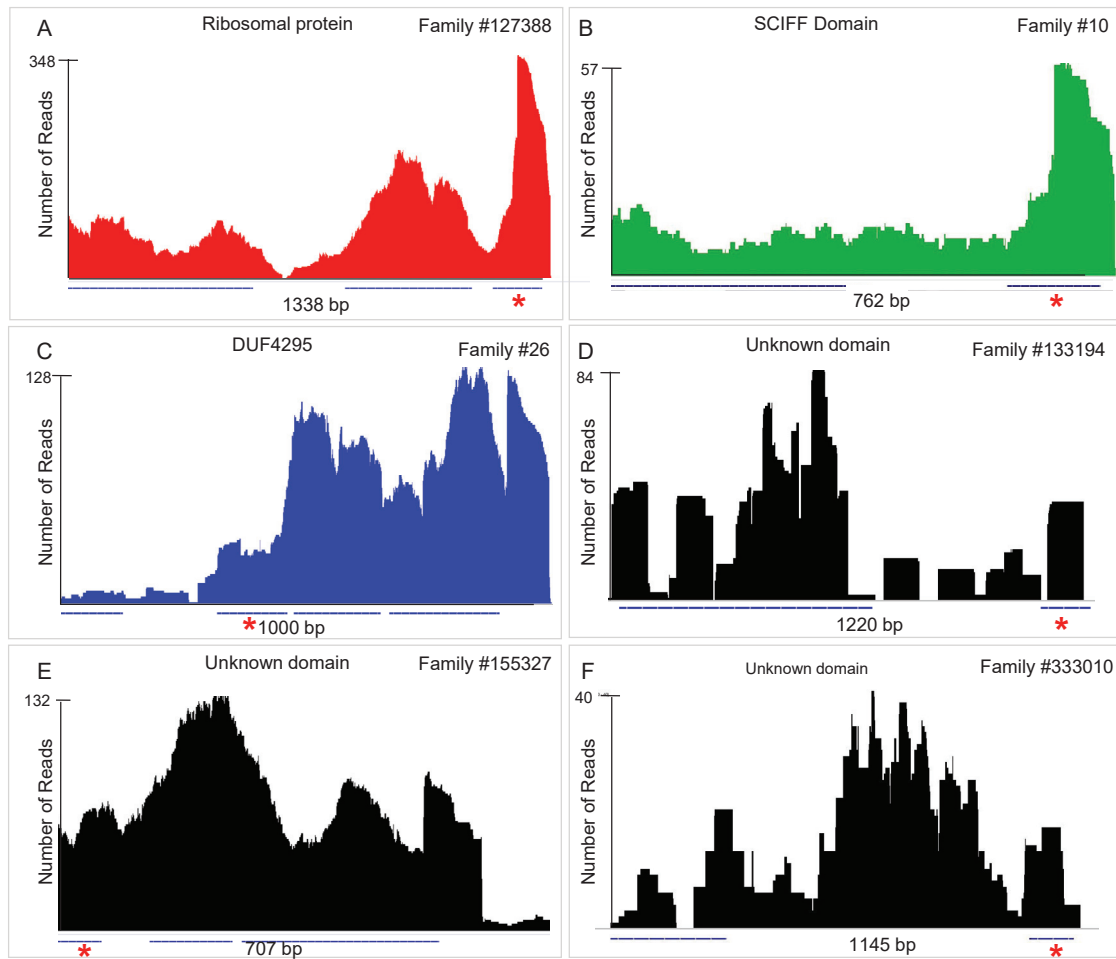 A
Ribosomal protein
Family #127388
348
Number of Reads
1338 bp
*
B
SCIFF Domain
Family #10
57
Number of Reads
762 bp
*
C
DUF4295
Family #26
128
Number of Reads
*
1000 bp
D
Unknown domain
Family #133194
84
Number of Reads
1220 bp
*
E
Unknown domain
Family #155327
132
Number of Reads
*
707 bp
F
Unknown domain
Family #333010
40
Number of Reads
1145 bp
*